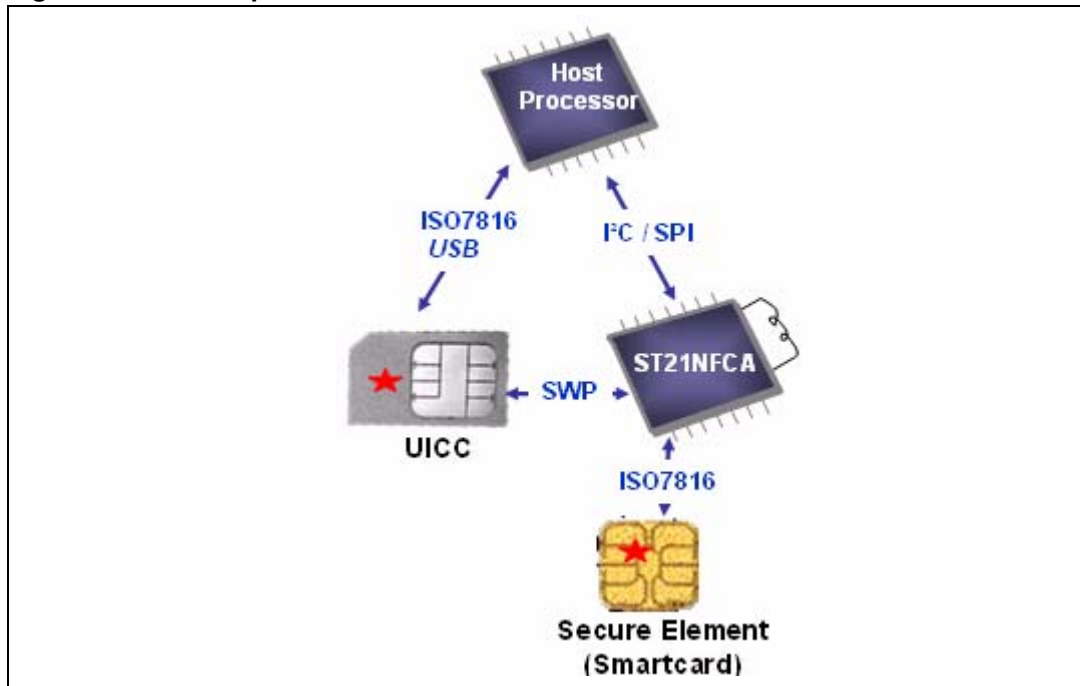 Host
Processor
ISO7816
USB
I²C / SPI
ST21NFCA
SWP
UICC
ISO7816
Secure Element
(Smartcard)